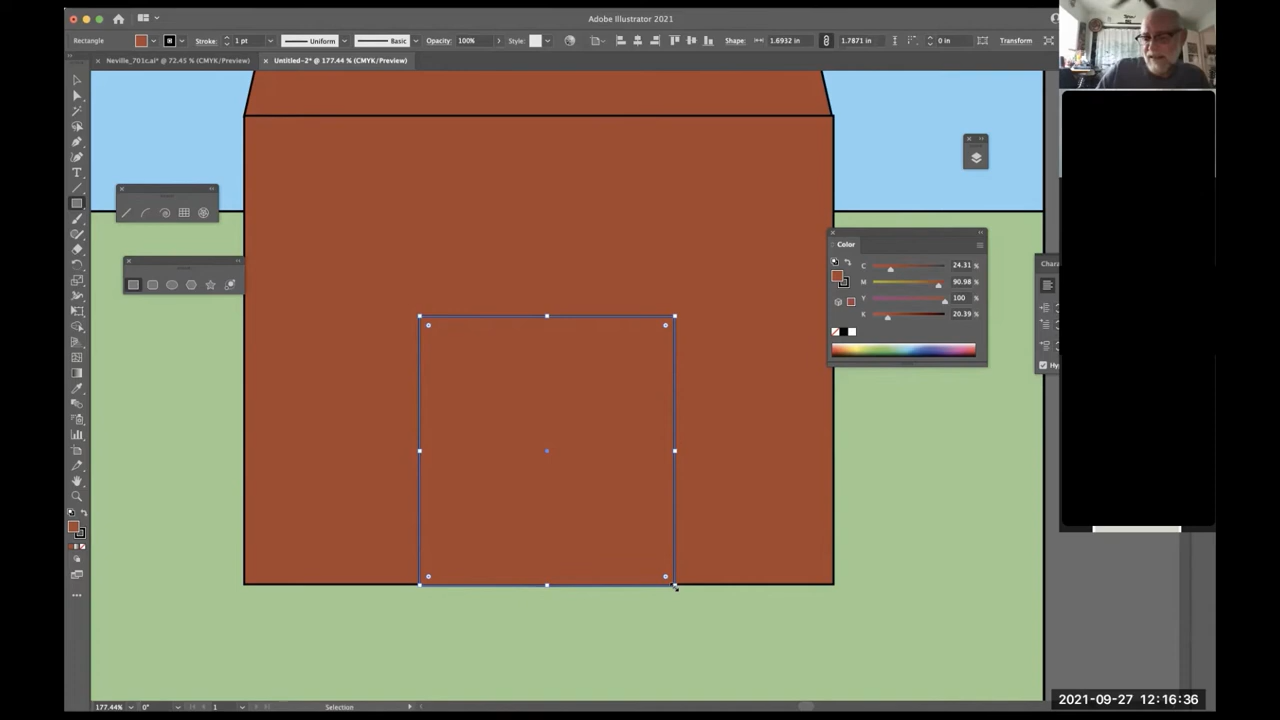 Adobe Illustrator 2021
Rectangle Stroke: 1 pt Uniform Basic Opacity: 100% Style: Shape: 1.6932 in 1.7871 in 0 in Transform
Neville_701c.ai* @ 72.45 % (CMYK/Preview) Untitled-2* @ 177.44 % (CMYK/Preview)
Color
C 24.31 %
M 90.98 %
Y 100 %
K 20.39 %
Chara
Hy
177.44% 0° 1 Selection
2021-09-27 12:16:36